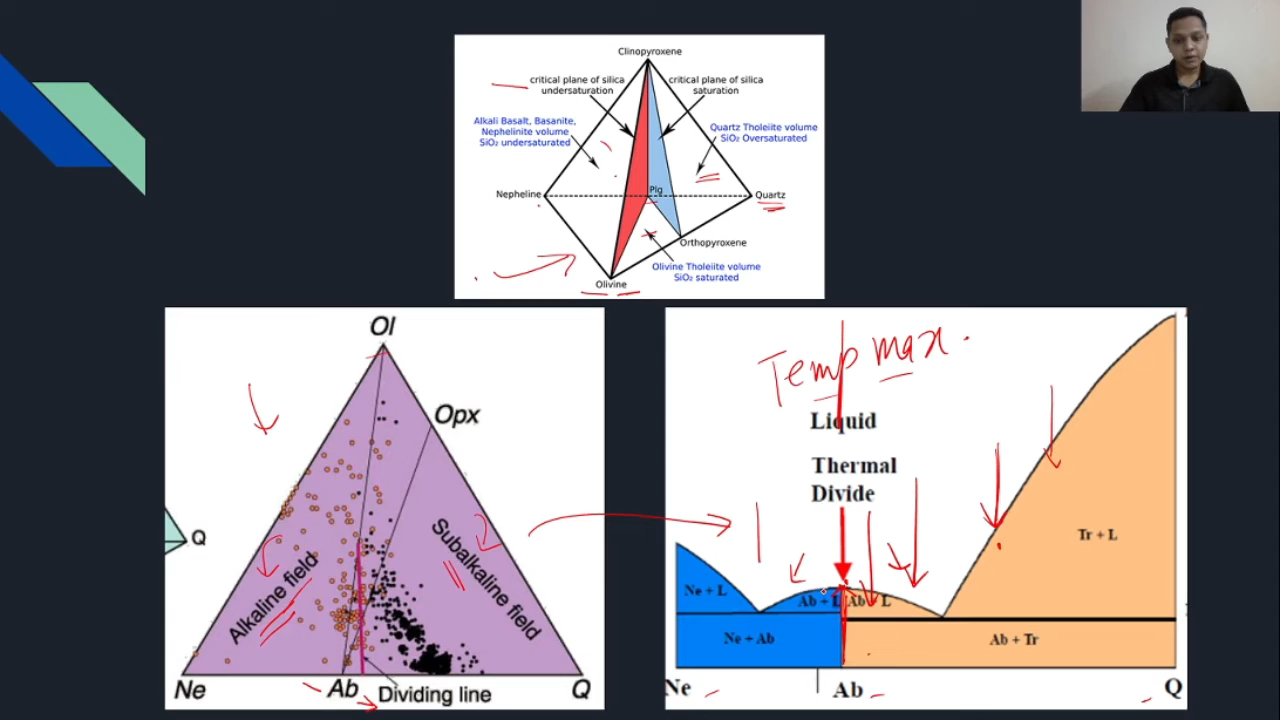 Clinopyroxene
critical plane of silica
undersaturation
critical plane of silica
saturation
Alkali Basalt, Basanite,
Nephelinite volume
SiO₂ undersaturated
Quartz Tholeiite volume
SiO₂ Oversaturated
Nepheline
Plg
Quartz
Orthopyroxene
Olivine Tholeiite volume
SiO₂ saturated
Olivine
Ol
Opx
Q
Alkaline field
Subalkaline field
Ne
Ab
Dividing line
Q
Temp max.
Liquid
Thermal
Divide
Tr + L
Ne + L
Ab + L
Ab + L
Ne + Ab
Ab + Tr
Ne
Ab
Q